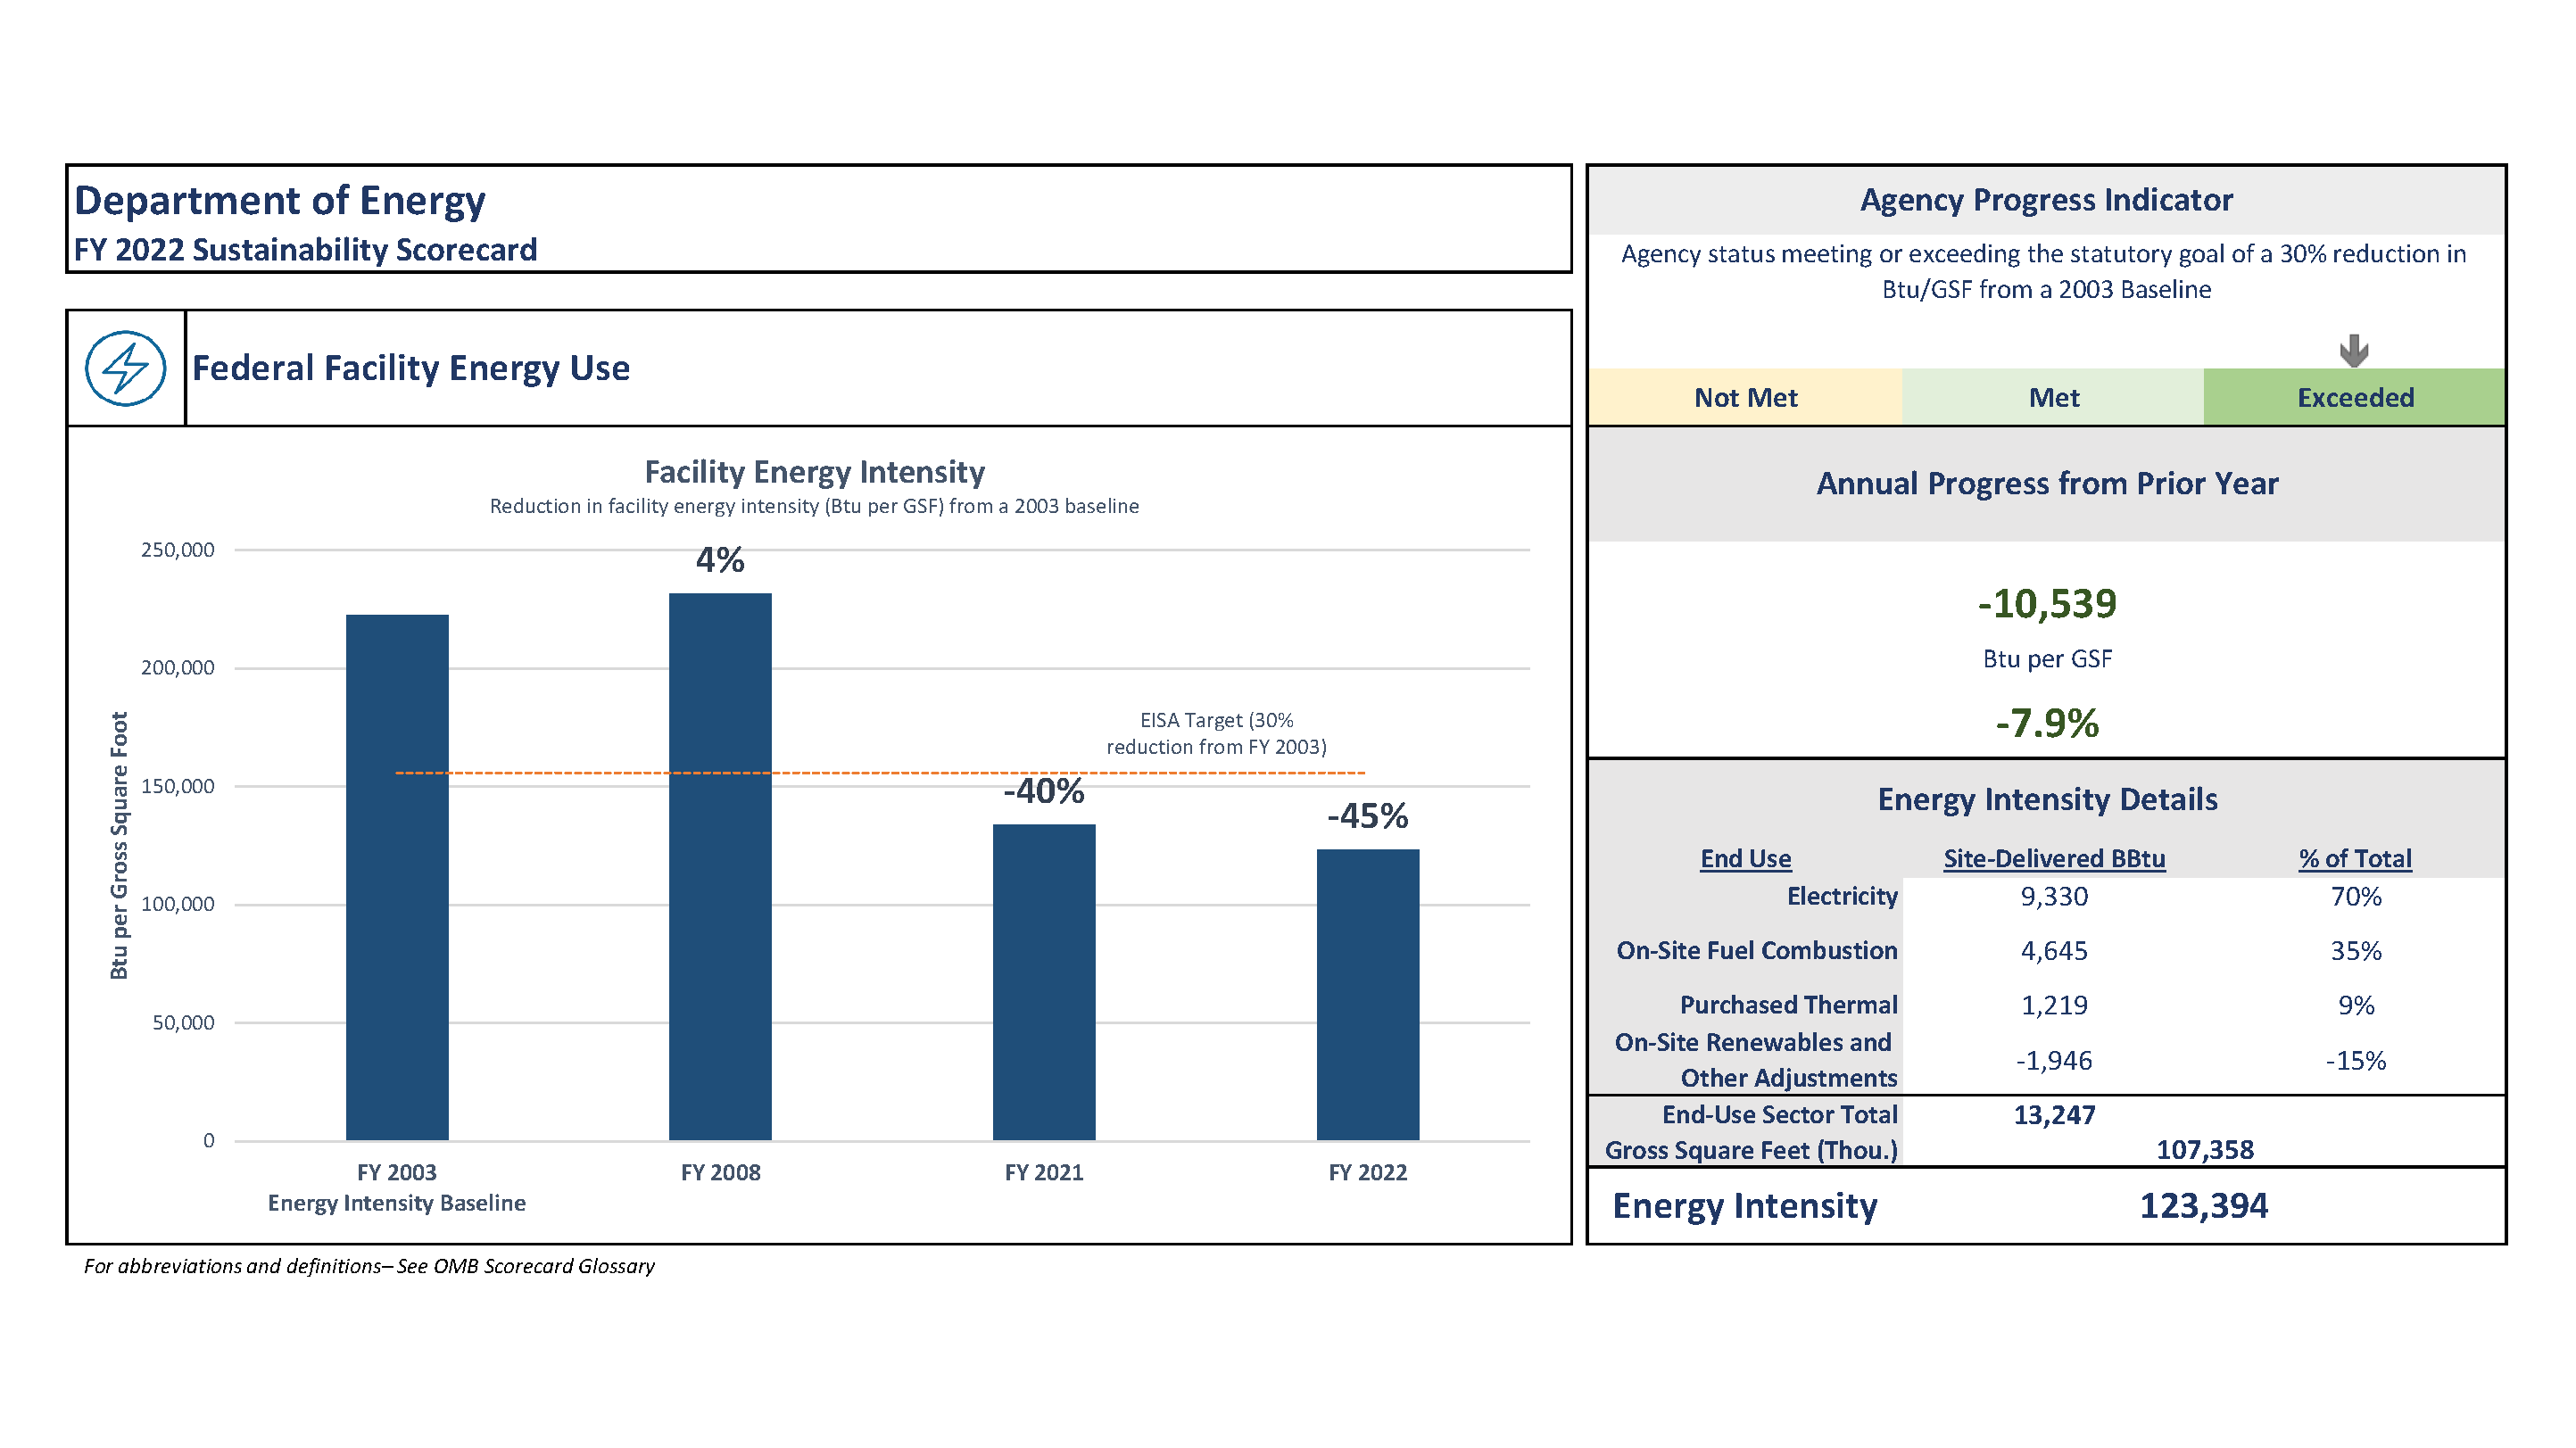 Department of Energy
FY 2022 Sustainability Scorecard
Federal Facility Energy Use
Facility Energy Intensity
Reduction in facility energy intensity (Btu per GSF) from a 2003 baseline
Btu per Gross Square Foot
250,000
200,000
150,000
100,000
50,000
0
4%
-40%
-45%
EISA Target (30%
reduction from FY 2003)
FY 2003
Energy Intensity Baseline
FY 2008
FY 2021
FY 2022
For abbreviations and definitions– See OMB Scorecard Glossary
Agency Progress Indicator
Agency status meeting or exceeding the statutory goal of a 30% reduction in
Btu/GSF from a 2003 Baseline
Not Met Met Exceeded
Annual Progress from Prior Year
-10,539
Btu per GSF
-7.9%
Energy Intensity Details
End Use Site-Delivered BBtu % of Total
Electricity 9,330 70%
On-Site Fuel Combustion 4,645 35%
Purchased Thermal 1,219 9%
On-Site Renewables and
Other Adjustments -1,946 -15%
End-Use Sector Total 13,247
Gross Square Feet (Thou.) 107,358
Energy Intensity 123,394